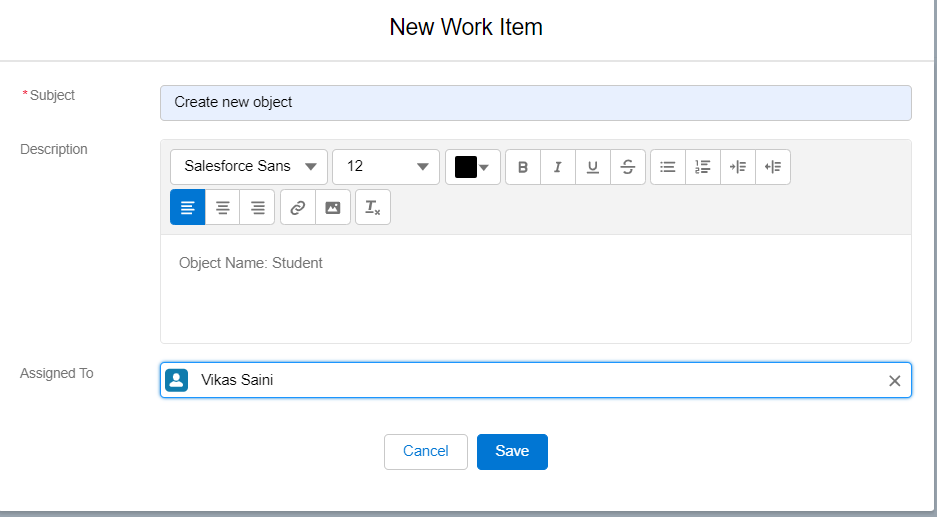 New Work Item
*Subject
Create new object
Description
Salesforce Sans 12 B I U S
Tx
Object Name: Student
Assigned To
Vikas Saini
Cancel Save